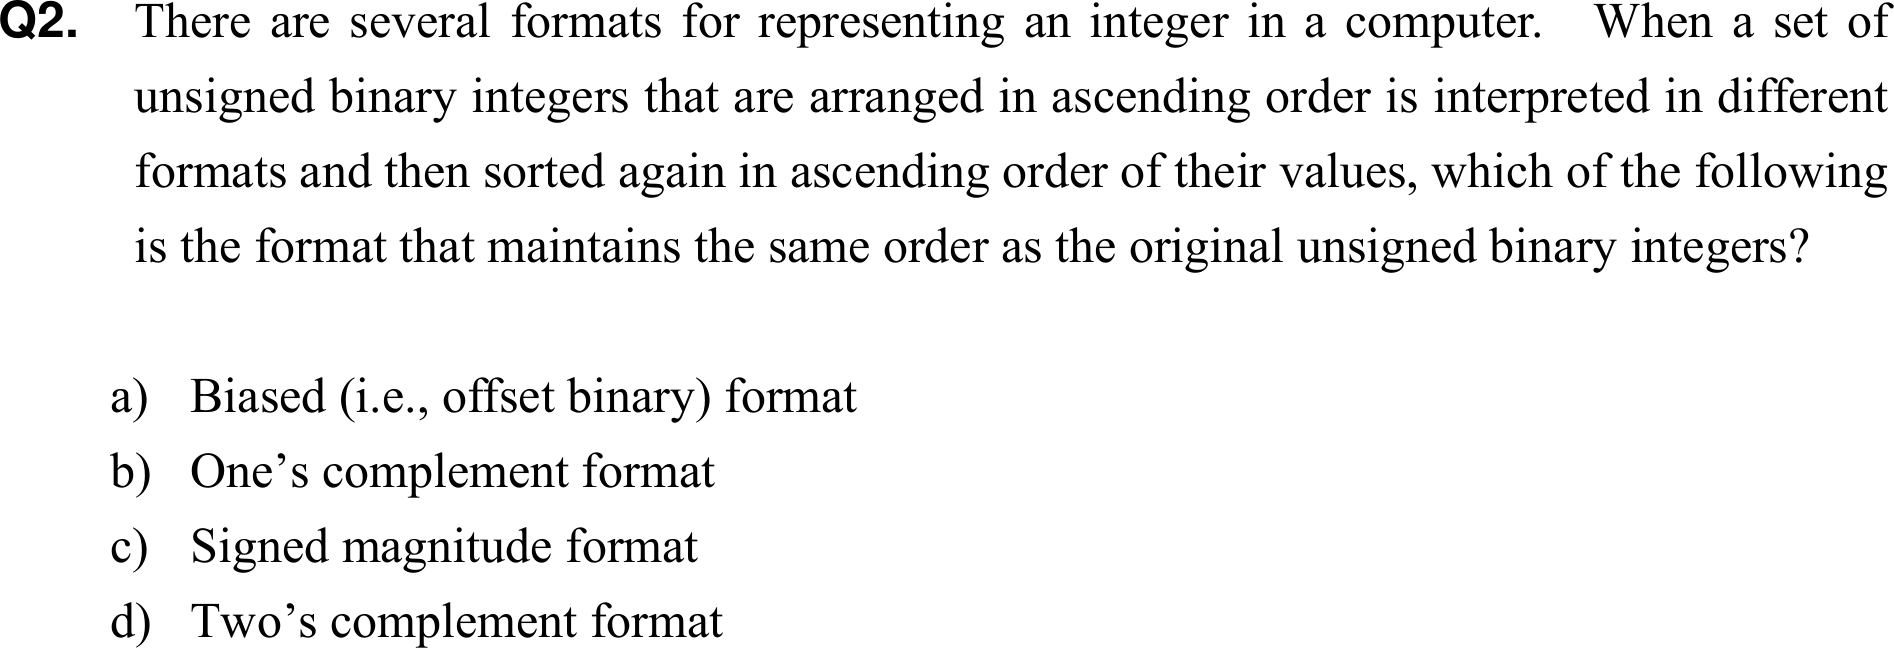 Q2. There are several formats for representing an integer in a computer. When a set of
unsigned binary integers that are arranged in ascending order is interpreted in different
formats and then sorted again in ascending order of their values, which of the following
is the format that maintains the same order as the original unsigned binary integers?
a) Biased (i.e., offset binary) format
b) One’s complement format
c) Signed magnitude format
d) Two’s complement format